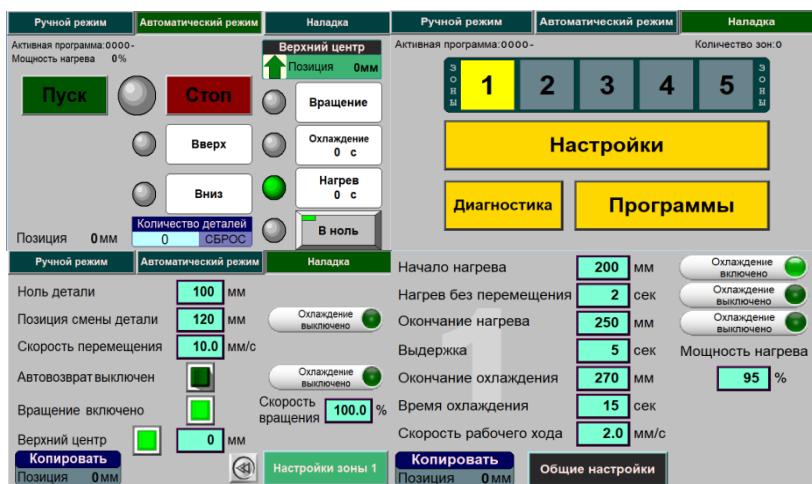 Ручной режим
Автоматический режим
Наладка
Активная программа:0000-
Мощность нагрева 0%
Верхний центр
Позиция 0мм
Пуск
Стоп
Вращение
Вверх
Охлаждение
0 с
Вниз
Нагрев
0 с
Количество деталей
0 СБРОС
В ноль
Позиция 0мм
Ручной режим
Автоматический режим
Наладка
Активная программа:0000-
Количество зон:0
ЗОНЫ
1
2
3
4
5
ЗОНЫ
Настройки
Диагностика
Программы
Ручной режим
Автоматический режим
Наладка
Ноль детали 100 мм
Позиция смены детали 120 мм
Охлаждение
выключено
Скорость перемещения 10.0 мм/с
Автовозврат выключен
Охлаждение
выключено
Вращение включено
Скорость
вращения 100.0 %
Верхний центр 0 мм
Копировать
Позиция 0мм
Настройки зоны 1
1
Начало нагрева 200 мм
Охлаждение
включено
Нагрев без перемещения 2 сек
Охлаждение
выключено
Окончание нагрева 250 мм
Охлаждение
выключено
Выдержка 5 сек
Мощность нагрева
Окончание охлаждения 270 мм
95 %
Время охлаждения 15 сек
Скорость рабочего хода 2.0 мм/с
Копировать
Позиция 0мм
Общие настройки